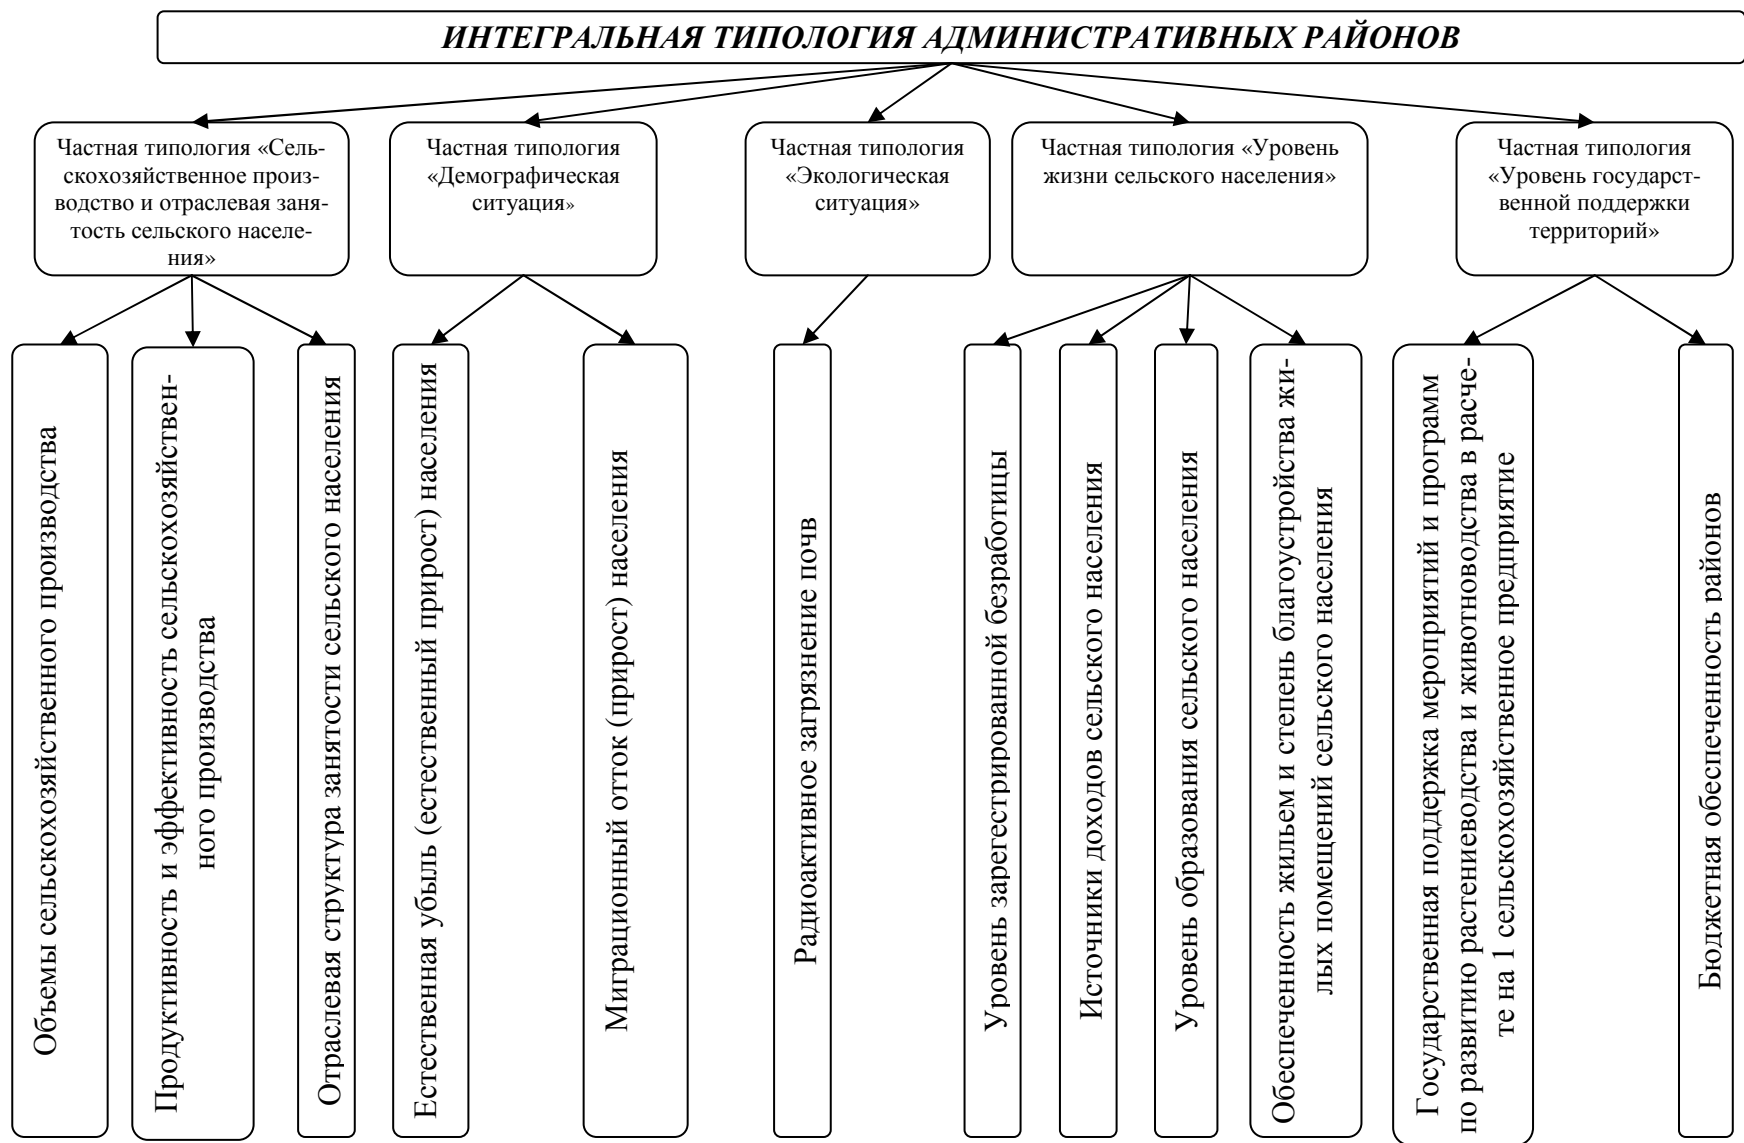 ИНТЕГРАЛЬНАЯ ТИПОЛОГИЯ АДМИНИСТРАТИВНЫХ РАЙОНОВ
Частная типология «Сель-
скохозяйственное произ-
водство и отраслевая заня-
тость сельского населе-
ния»
Частная типология
«Демографическая
ситуация»
Частная типология
«Экологическая
ситуация»
Частная типология «Уровень
жизни сельского населения»
Частная типология
«Уровень государст-
венной поддержки
территорий»
Объемы сельскохозяйственного производства
Продуктивность и эффективность сельскохозяйствен-
ного производства
Отраслевая структура занятости сельского населения
Естественная убыль (естественный прирост) населения
Миграционный отток (прирост) населения
Радиоактивное загрязнение почв
Уровень зарегестрированной безработицы
Источники доходов сельского населения
Уровень образования сельского населения
Обеспеченность жильем и степень благоустройства жи-
лых помещений сельского населения
Государственная поддержка мероприятий и программ
по развитию растениеводства и животноводства в расче-
те на 1 сельскохозяйственное предприятие
Бюджетная обеспеченность районов